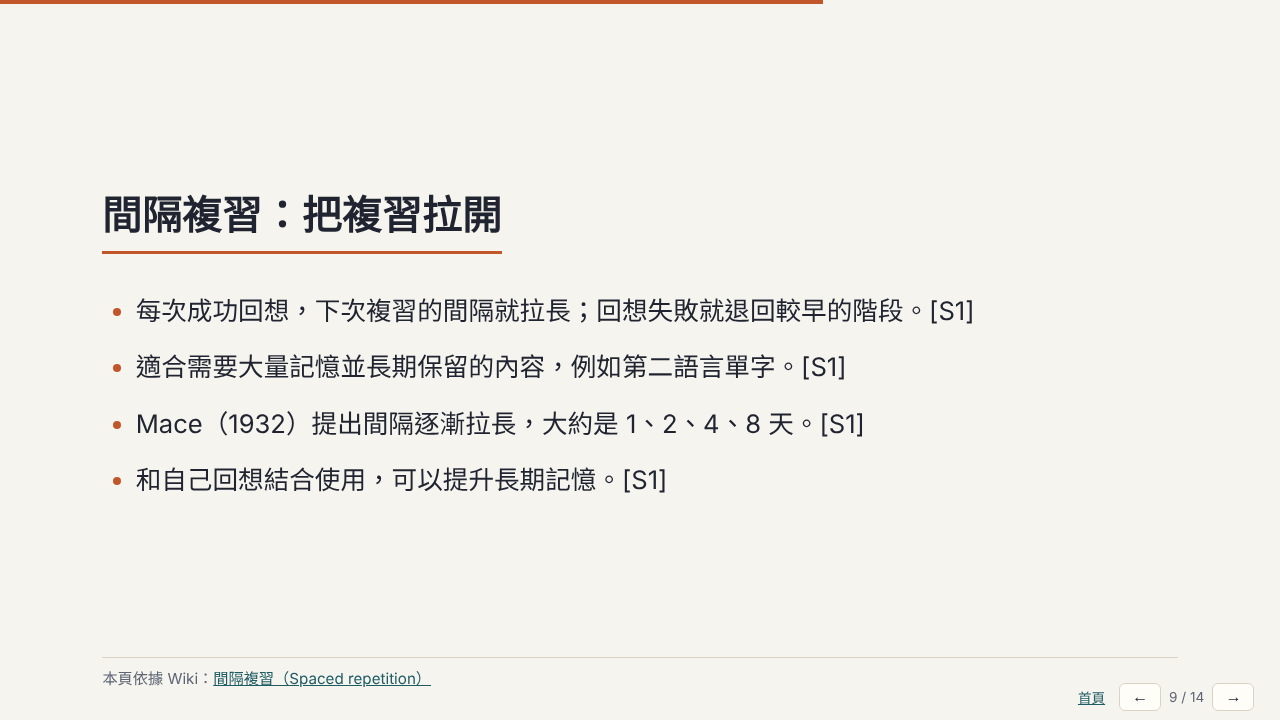 間隔複習：把複習拉開
每次成功回想，下次複習的間隔就拉長；回想失敗就退回較早的階段。[S1]
適合需要大量記憶並長期保留的內容，例如第二語言單字。[S1]
Mace（1932）提出間隔逐漸拉長，大約是 1、2、4、8 天。[S1]
和自己回想結合使用，可以提升長期記憶。[S1]
本頁依據 Wiki：間隔複習（Spaced repetition）
首頁 ← 9 / 14 →